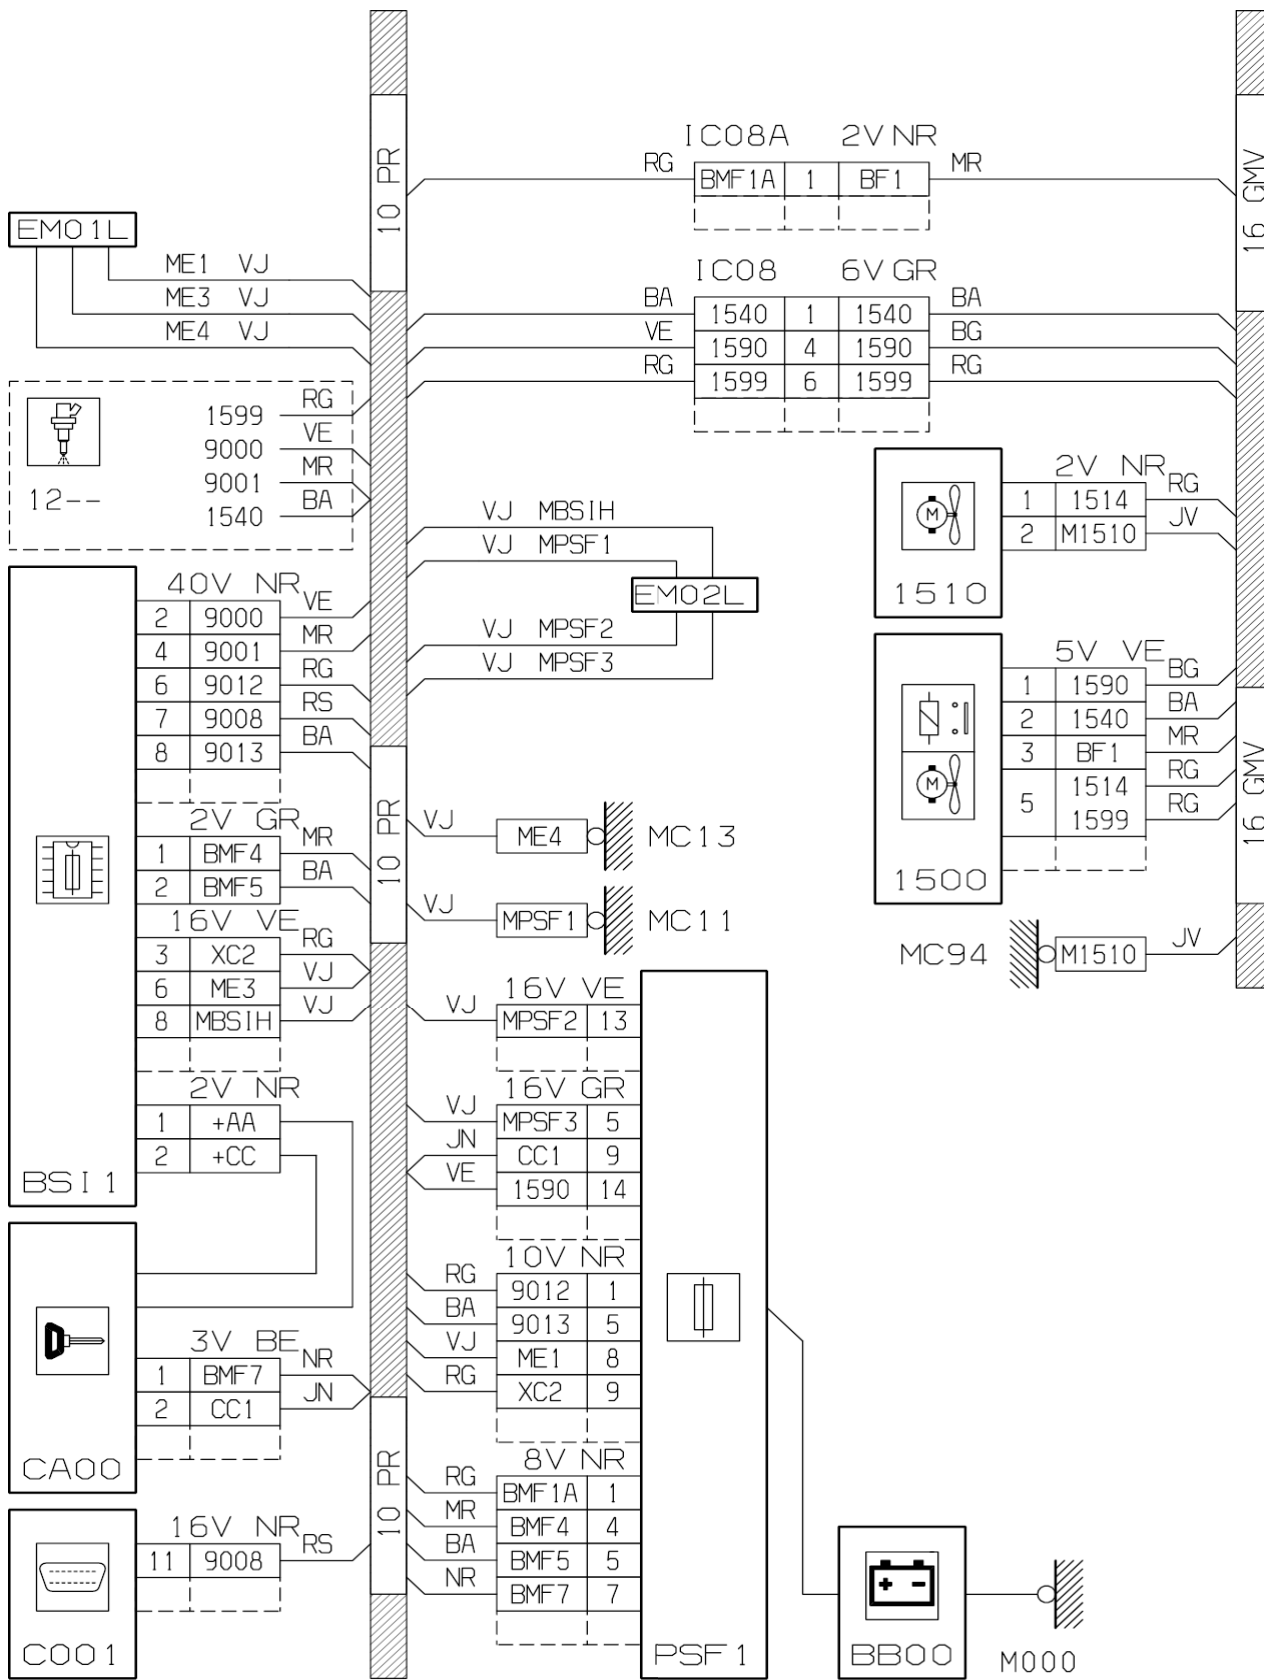 10 PR
IC08A 2V NR
RG BMF1A 1 BF1 MR
16 GMV
EM01L
ME1 VJ
ME3 VJ
ME4 VJ
IC08 6V GR
BA 1540 1 1540 BA
VE 1590 4 1590 BG
RG 1599 6 1599 RG
12--
1599 RG
9000 VE
9001 MR
1540 BA
VJ MBSIH
VJ MPSF1
EM02L
VJ MPSF2
VJ MPSF3
2V NR
1 1514 RG
2 M1510 JV
1510
5V VE
1 1590 BG
2 1540 BA
3 BF1 MR
5 1514 RG
1599 RG
1500
16 GMV
MC94 M1510 JV
40V NR
2 9000 VE
4 9001 MR
6 9012 RG
7 9008 RS
8 9013 BA
2V GR
1 BMF4 MR
2 BMF5 BA
16V VE
3 XC2 RG
6 ME3 VJ
8 MBSIH VJ
2V NR
1 +AA
2 +CC
BSI1
10 PR
VJ ME4 MC13
VJ MPSF1 MC11
16V VE
VJ MPSF2 13
16V GR
VJ MPSF3 5
JN CC1 9
VE 1590 14
10V NR
RG 9012 1
BA 9013 5
VJ ME1 8
RG XC2 9
8V NR
RG BMF1A 1
MR BMF4 4
BA BMF5 5
NR BMF7 7
PSF1
3V BE
1 BMF7 NR
2 CC1 JN
CA00
10 PR
16V NR
11 9008 RS
C001
+ -
BB00
M000
M
M